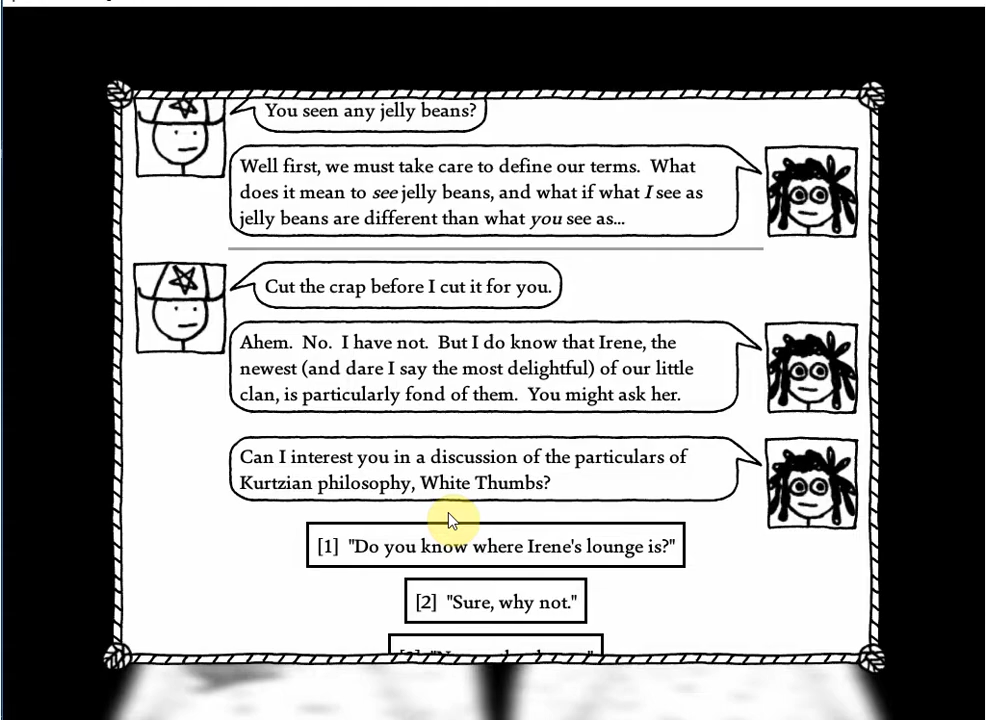 You seen any jelly beans?
Well first, we must take care to define our terms. What
does it mean to see jelly beans, and what if what I see as
jelly beans are different than what you see as...
Cut the crap before I cut it for you.
Ahem. No. I have not. But I do know that Irene, the
newest (and dare I say the most delightful) of our little
clan, is particularly fond of them. You might ask her.
Can I interest you in a discussion of the particulars of
Kurtzian philosophy, White Thumbs?
[1] "Do you know where Irene's lounge is?"
[2] "Sure, why not."